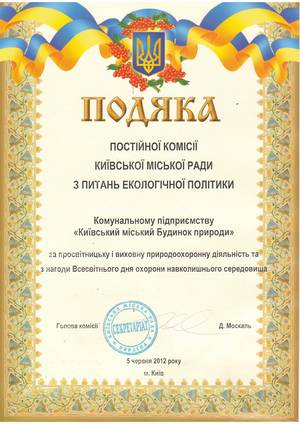 ПОДЯКА
ПОСТІЙНОЇ КОМІСІЇ
КИЇВСЬКОЇ МІСЬКОЇ РАДИ
З ПИТАНЬ ЕКОЛОГІЧНОЇ ПОЛІТИКИ
Комунальному підприємству
«Київський міський Будинок природи»
за просвітницьку і виховну природоохоронну діяльність та
з нагоди Всесвітнього дня охорони навколишнього середовища
Голова комісії
СЕКРЕТАРІАТ
Д. Москаль
5 червня 2012 року
м. Київ